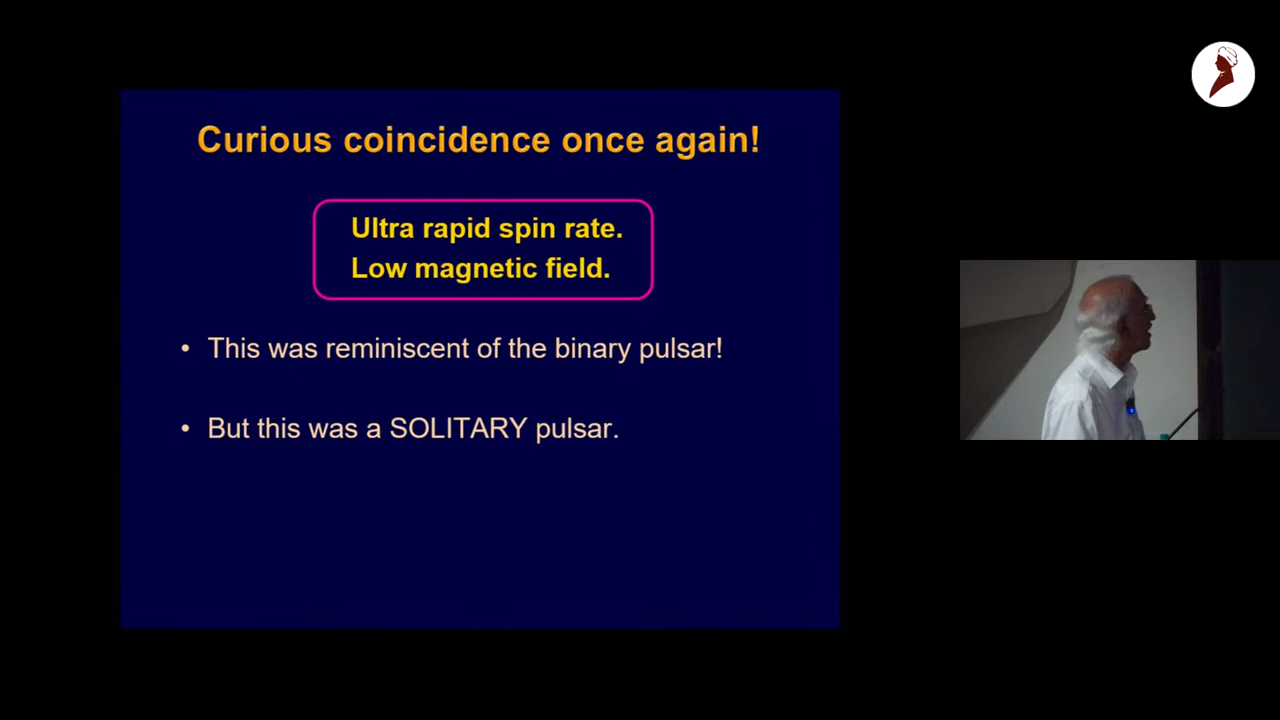 Curious coincidence once again!
Ultra rapid spin rate.
Low magnetic field.
• This was reminiscent of the binary pulsar!
• But this was a SOLITARY pulsar.